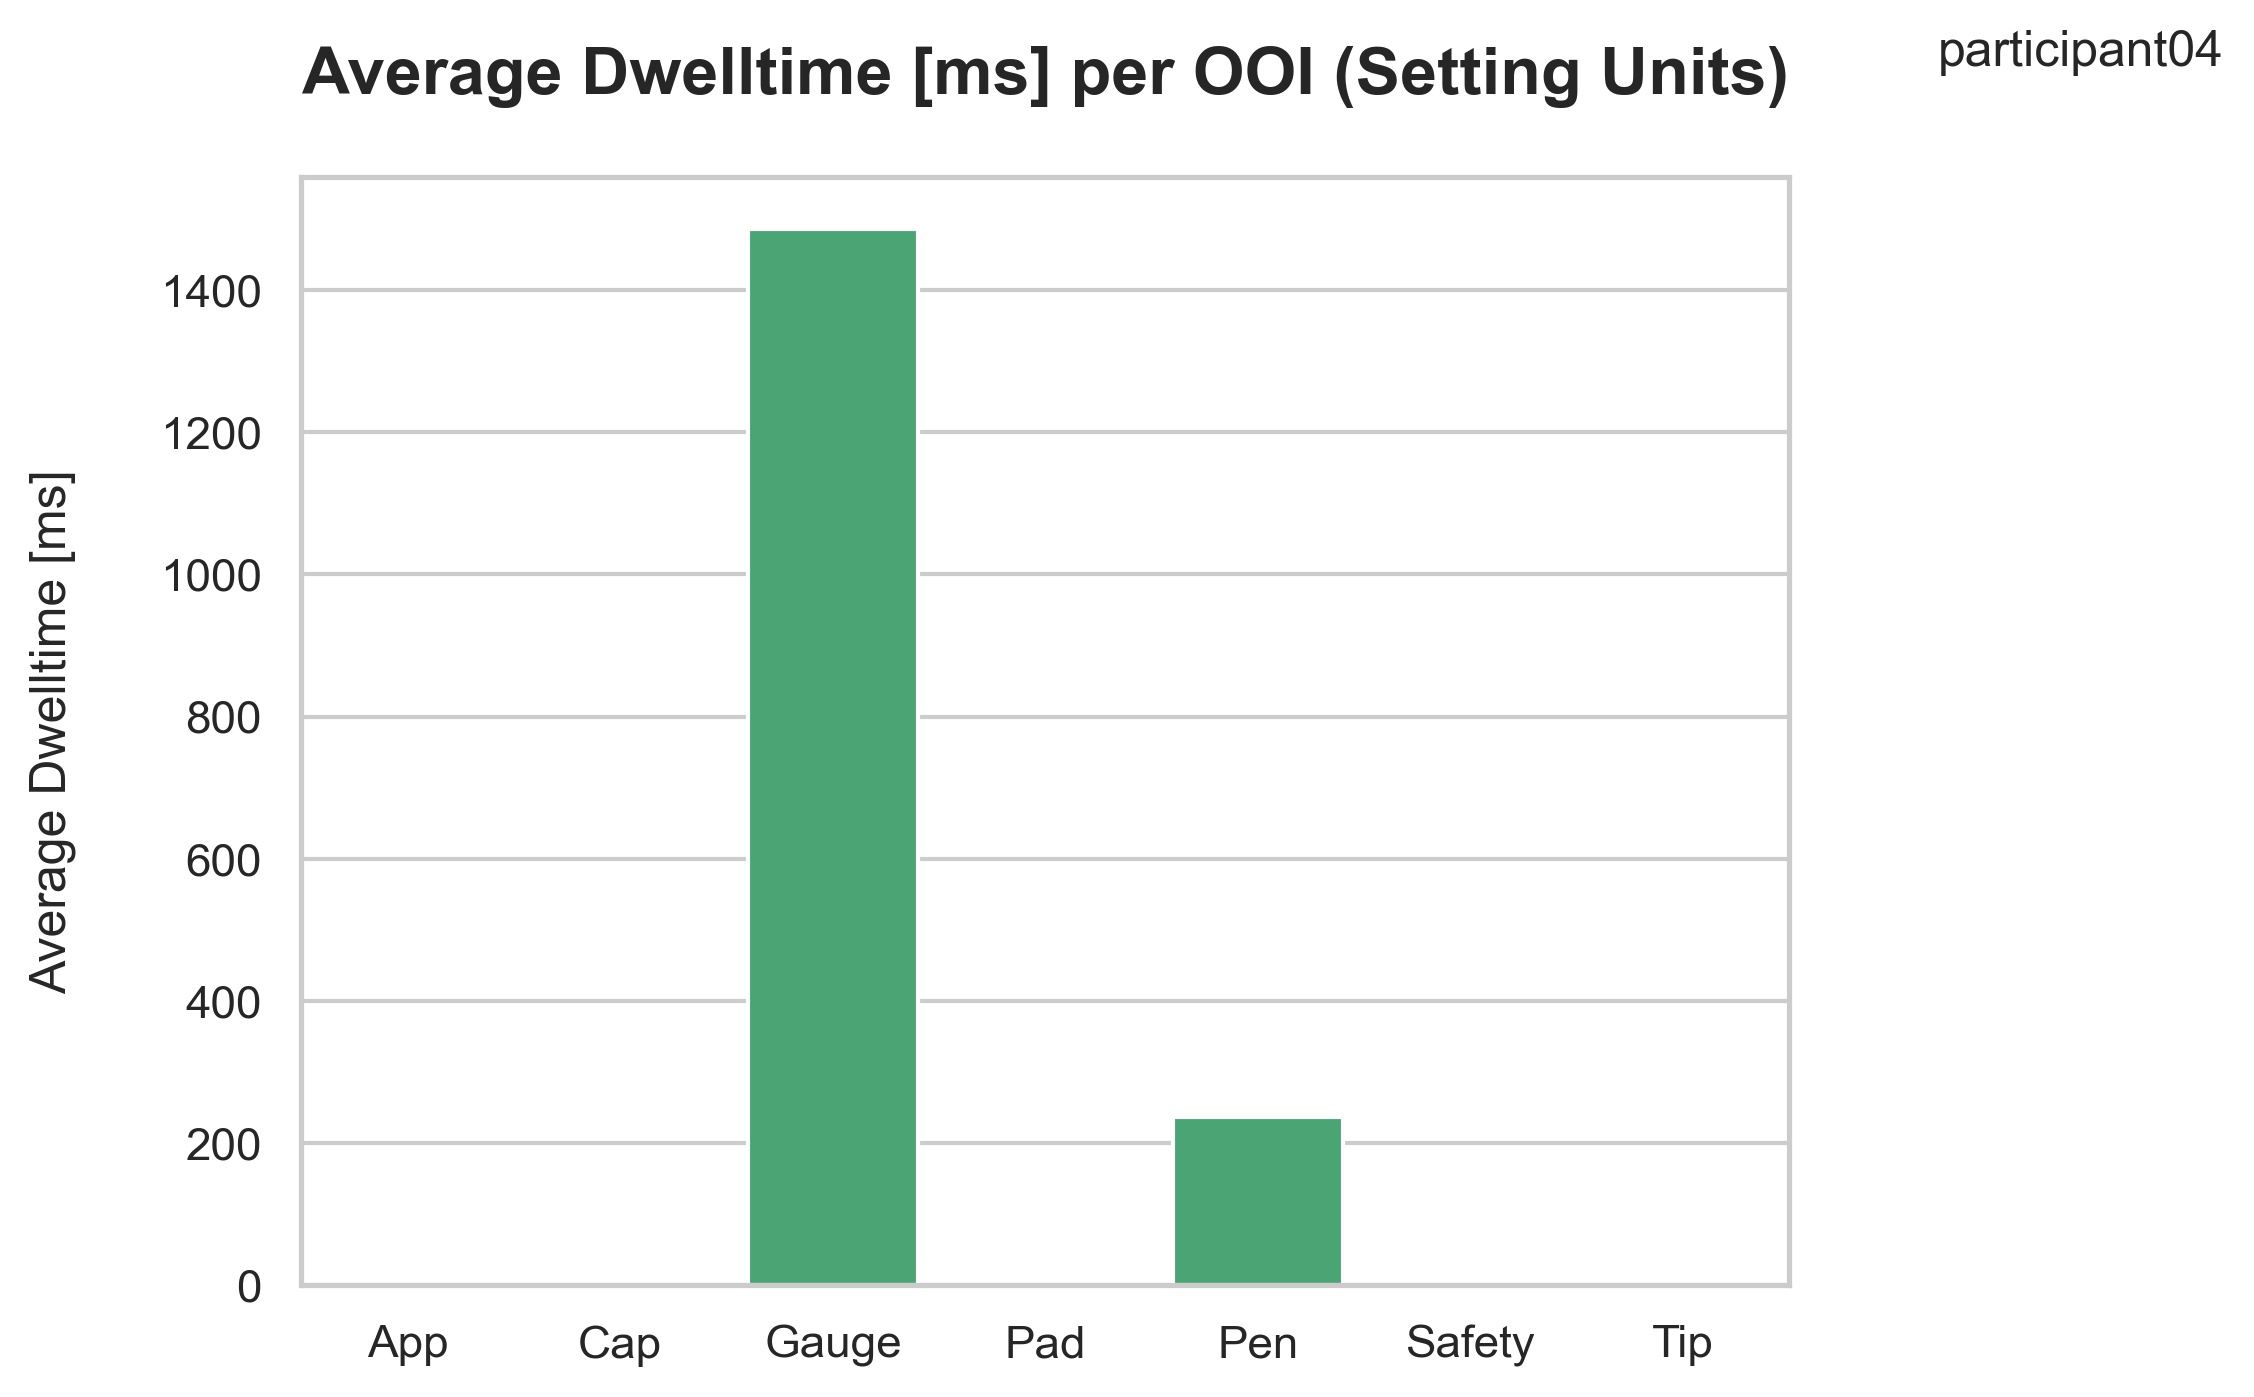 Average Dwelltime [ms] per OOI (Setting Units)
participant04
Average Dwelltime [ms]
1400
1200
1000
800
600
400
200
0
App Cap Gauge Pad Pen Safety Tip